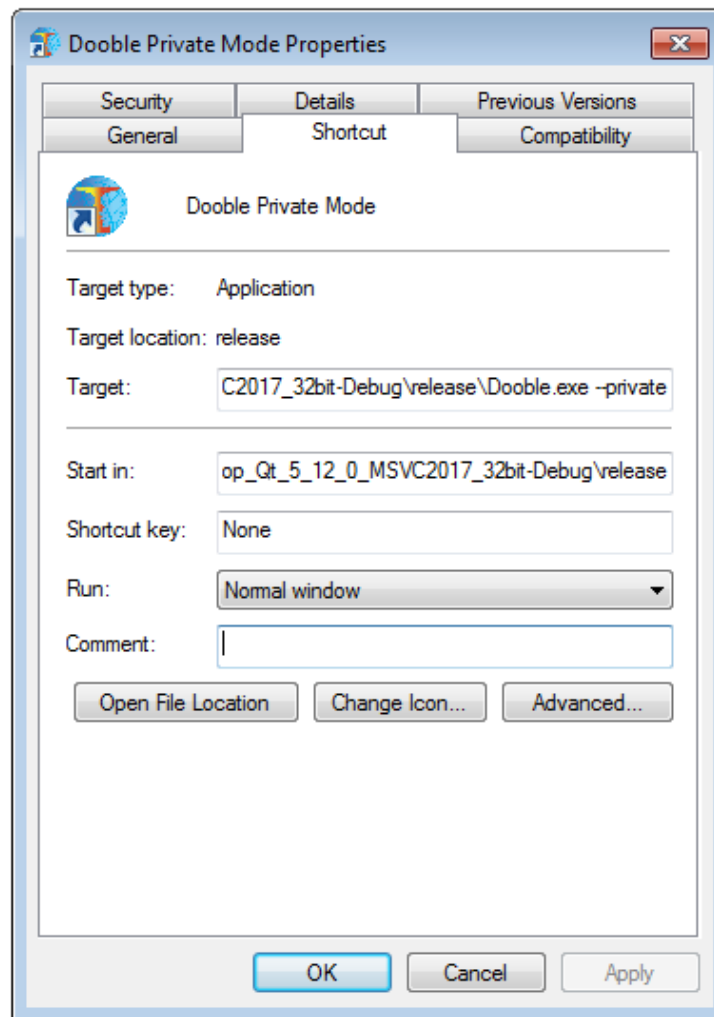 Dooble Private Mode Properties
Security Details Previous Versions
General Shortcut Compatibility
Dooble Private Mode
Target type: Application
Target location: release
Target: C2017_32bit-Debug\release\Dooble.exe --private
Start in: op_Qt_5_12_0_MSVC2017_32bit-Debug\release
Shortcut key: None
Run: Normal window
Comment:
Open File Location Change Icon... Advanced...
OK Cancel Apply